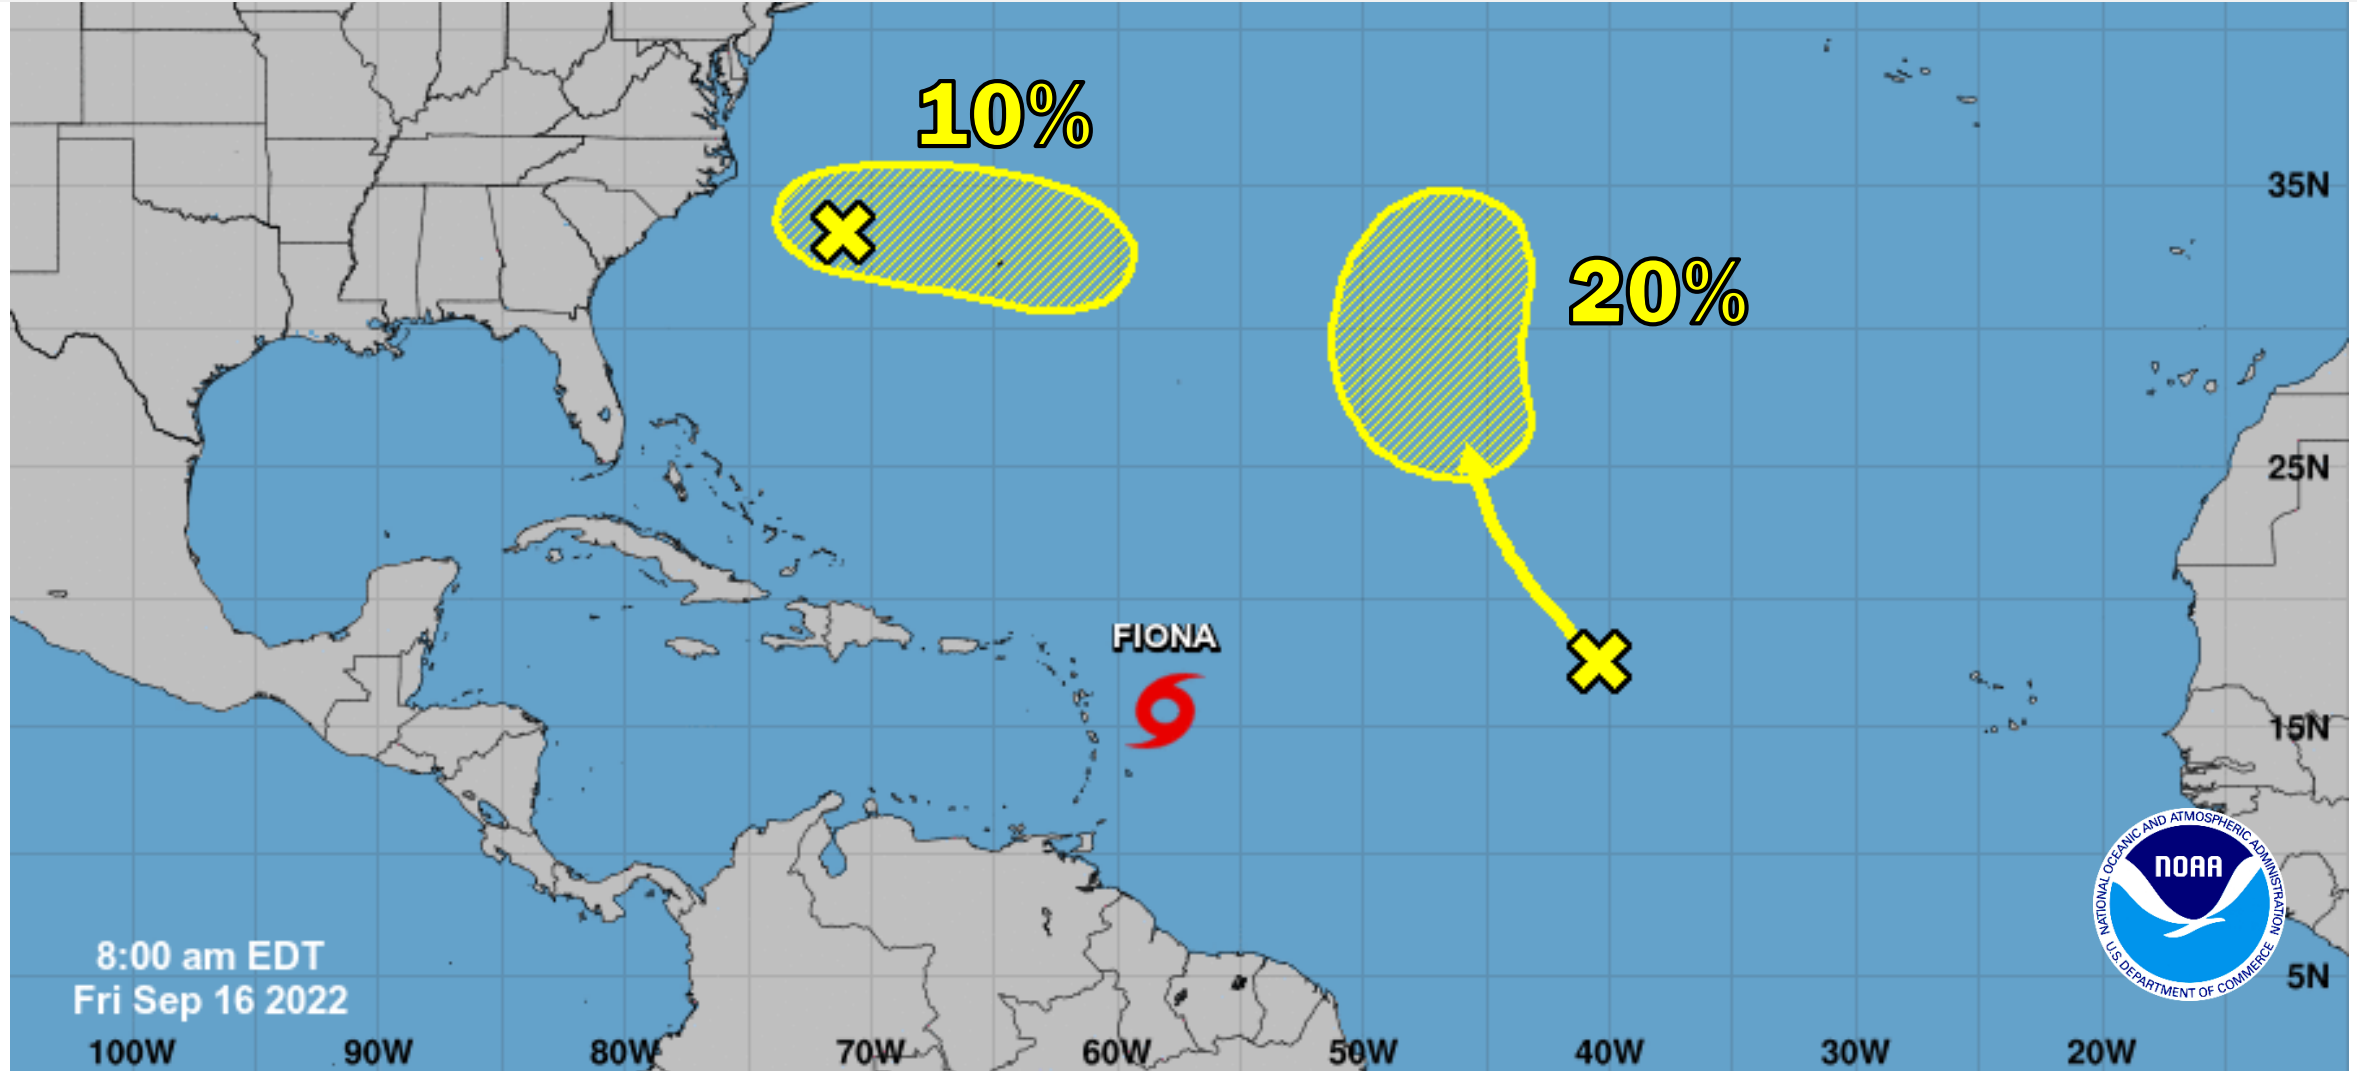 10%
35N
20%
25N
FIONA
15N
NATIONAL OCEANIC AND ATMOSPHERIC ADMINISTRATION
NOAA
U.S. DEPARTMENT OF COMMERCE
8:00 am EDT
Fri Sep 16 2022
5N
100W 90W 80W 70W 60W 50W 40W 30W 20W